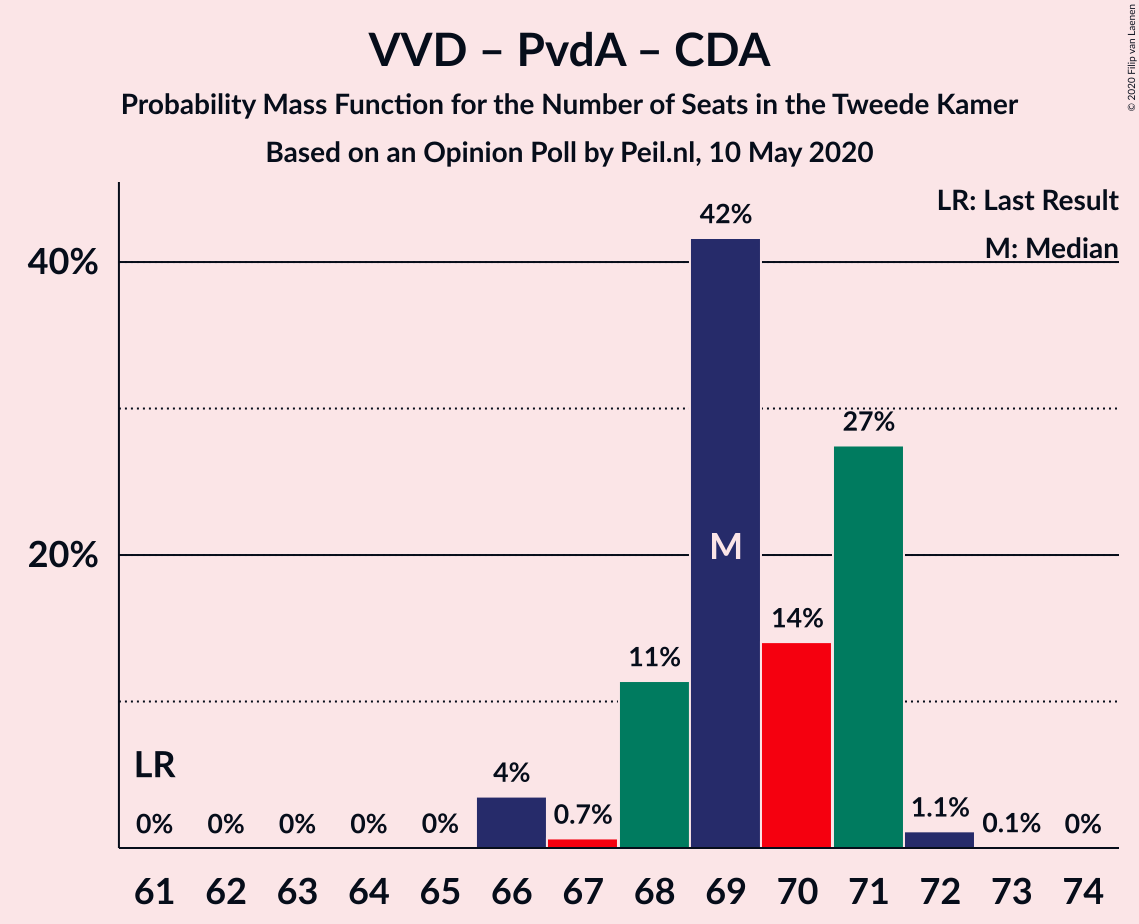 VVD – PvdA – CDA
Probability Mass Function for the Number of Seats in the Tweede Kamer
Based on an Opinion Poll by Peil.nl, 10 May 2020
© 2020 Filip van Laenen
LR: Last Result
M: Median
40%
20%
42%
27%
M
14%
11%
LR
4%
0% 0% 0% 0% 0% 0.7% 1.1% 0.1% 0%
61 62 63 64 65 66 67 68 69 70 71 72 73 74